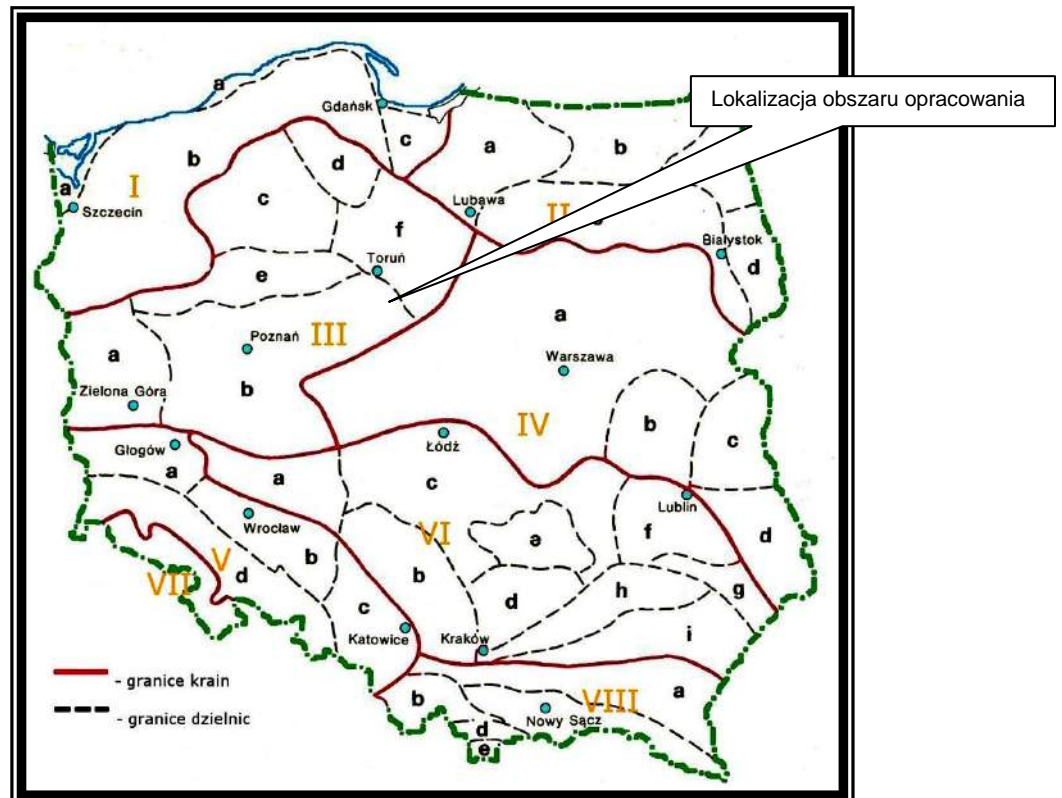 Lokalizacja obszaru opracowania
a
Gdańsk
c
a
b
b
d
I
a
c
Szczecin
Lubawa
II
f
Białystok
Toruń
d
e
a
III
Poznań
a
Warszawa
Zielona Góra
b
IV
b
c
Głogów
Łódź
a
a
c
Lublin
Wrocław
VI
ə
f
d
V
b
VII
d
b
d
h
g
c
Katowice
Kraków
i
- granice krain
b
VIII
a
- granice dzielnic
Nowy Sącz
d
e